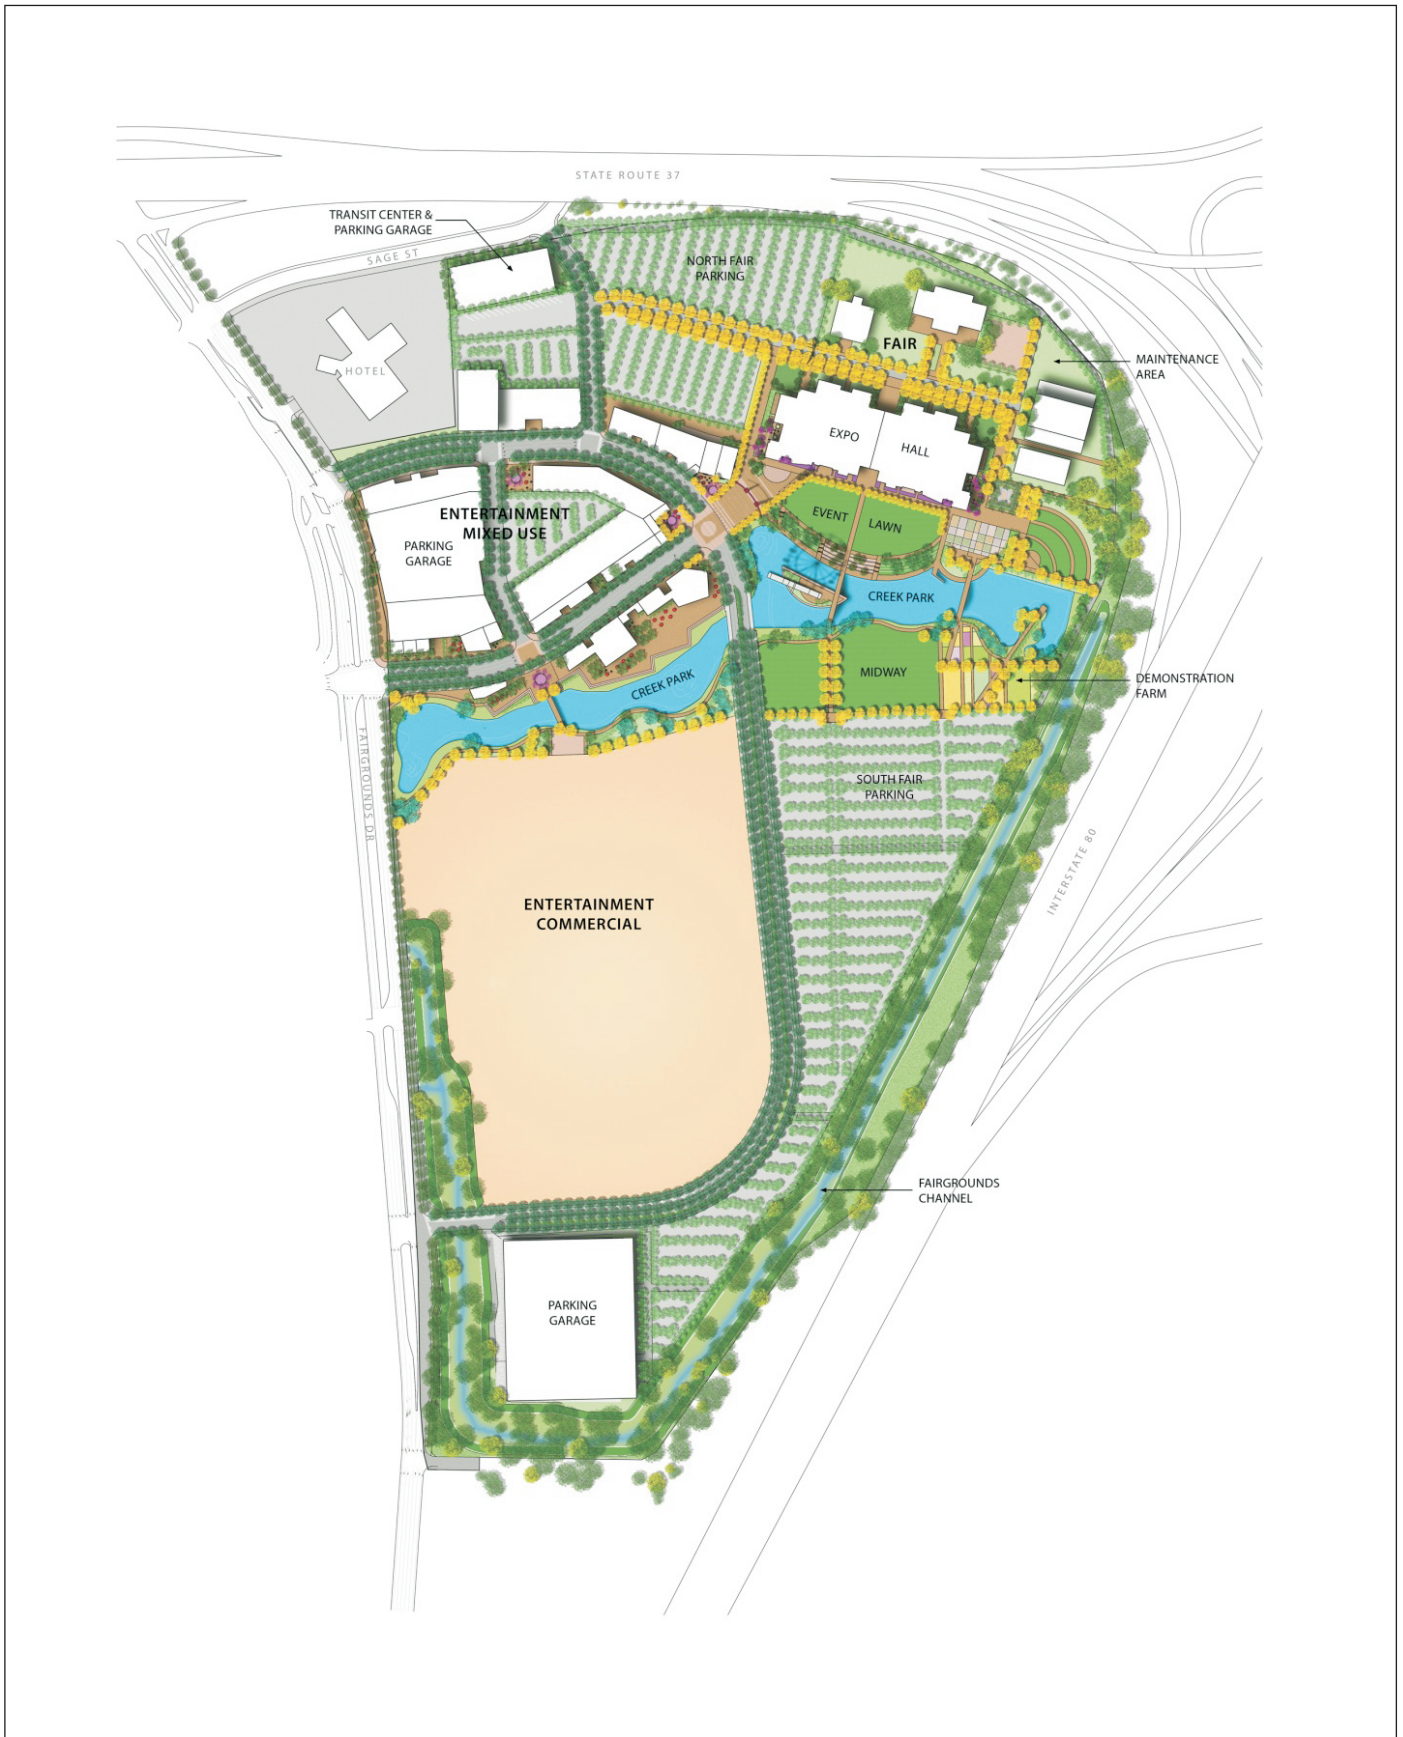 STATE ROUTE 37
TRANSIT CENTER &
PARKING GARAGE
SAGE ST
NORTH FAIR
PARKING
FAIR
MAINTENANCE
AREA
HOTEL
EXPO
HALL
ENTERTAINMENT
MIXED USE
PARKING
GARAGE
EVENT
LAWN
CREEK PARK
MIDWAY
CREEK PARK
DEMONSTRATION
FARM
FAIRGROUNDS DR
SOUTH FAIR
PARKING
INTERSTATE 80
ENTERTAINMENT
COMMERCIAL
FAIRGROUNDS
CHANNEL
PARKING
GARAGE